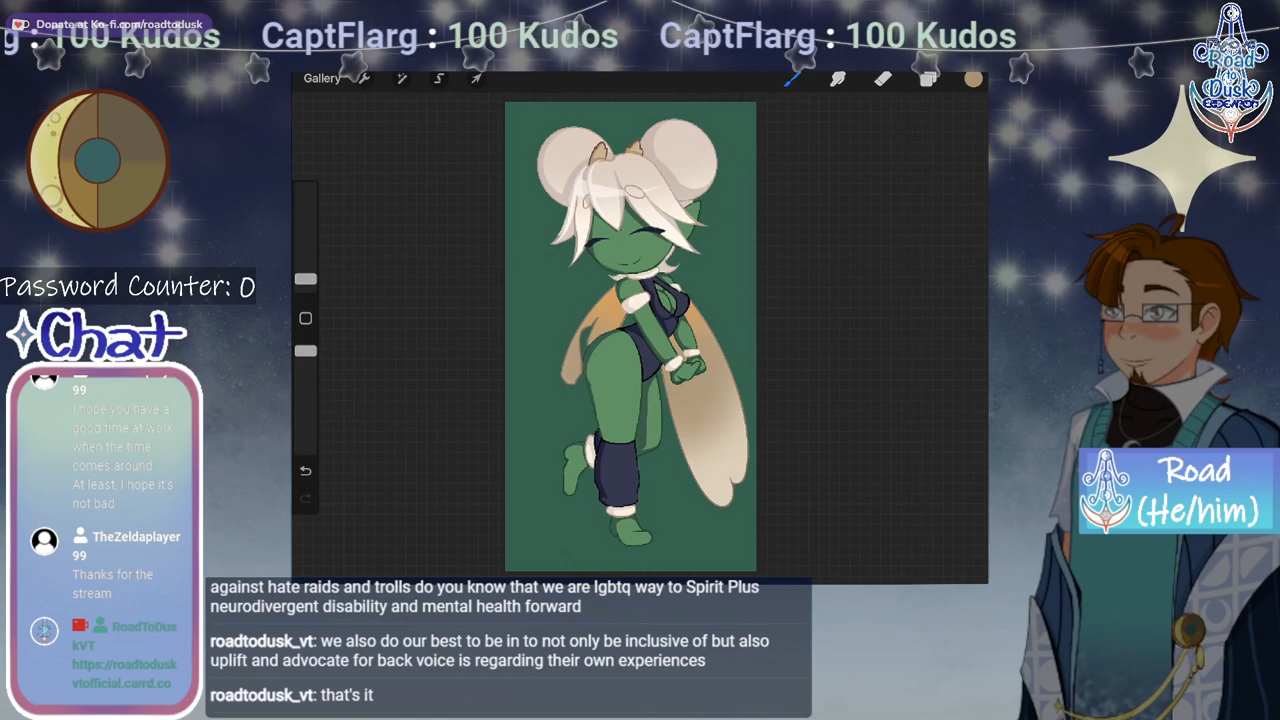 Donate at Ko-fi.com/roadtodusk
g : 100 Kudos CaptFlarg : 100 Kudos CaptFlarg : 100 Kudos
Road
to
Dusk
Gallery
Password Counter: 0
Chat
99
I hope you have a
good time at work
when the time
comes around
At least, I hope it's
not bad
TheZeldaplayer
99
Thanks for the
stream
RoadToDus
kVT
https://roadtodusk
vtofficial.carrd.co
against hate raids and trolls do you know that we are lgbtq way to Spirit Plus
neurodivergent disability and mental health forward
roadtodusk_vt: we also do our best to be in to not only be inclusive of but also
uplift and advocate for back voice is regarding their own experiences
roadtodusk_vt: that's it
Road
(He/him)